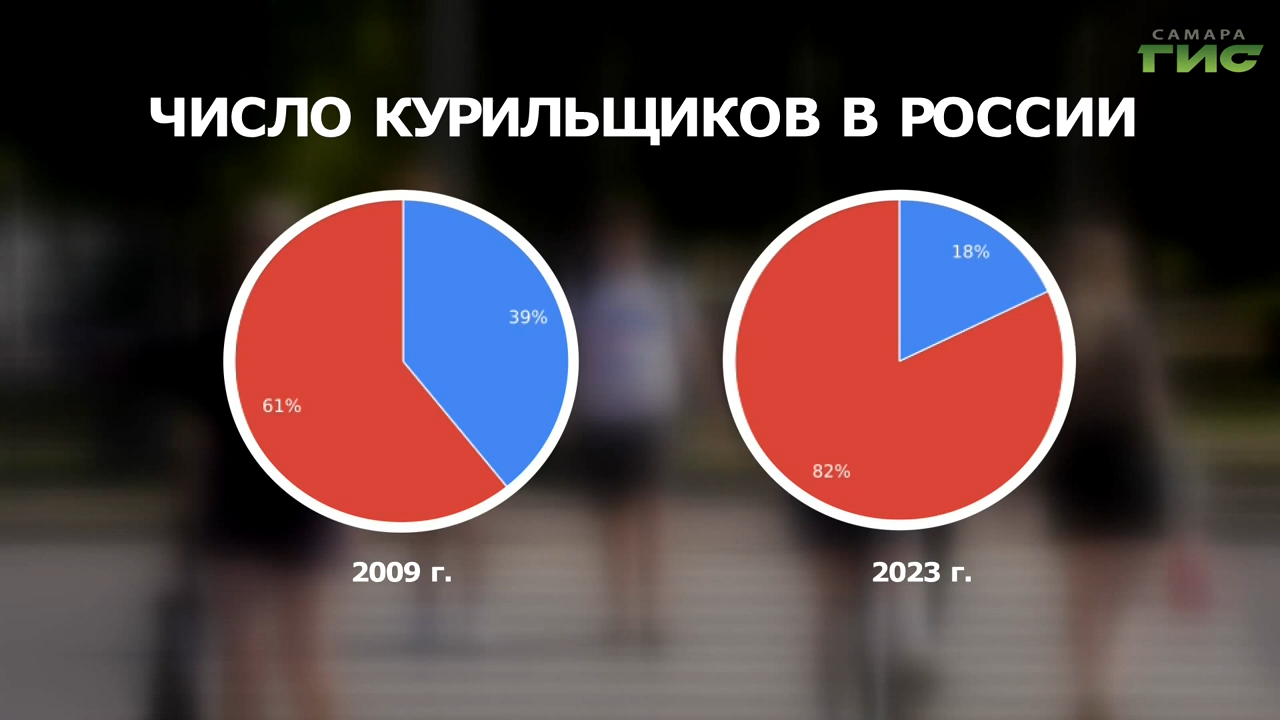 САМАРА
ГИС
ЧИСЛО КУРИЛЬЩИКОВ В РОССИИ
39%
61%
18%
82%
2009 г.
2023 г.